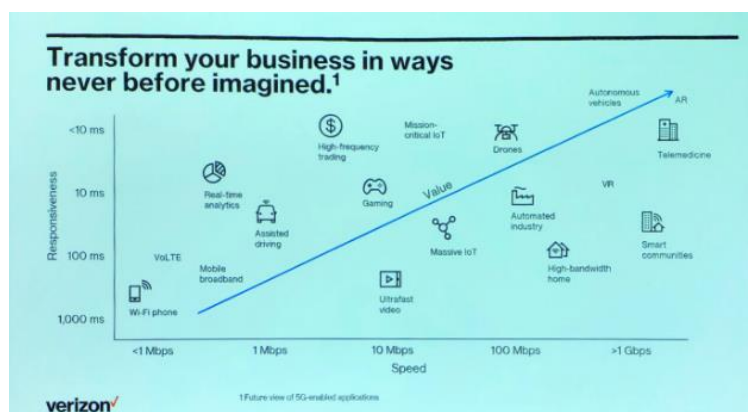 Transform your business in ways
never before imagined.¹
Autonomous
vehicles
AR
<10 ms
High-frequency
trading
Mission-
critical IoT
Drones
Telemedicine
10 ms
Real-time
analytics
Gaming
Value
VR
Assisted
driving
Automated
industry
Responsiveness
100 ms
VoLTE
Mobile
broadband
Massive IoT
High-bandwidth
home
Smart
communities
1,000 ms
Wi-Fi phone
Ultrafast
video
<1 Mbps
1 Mbps
10 Mbps
100 Mbps
>1 Gbps
Speed
verizon✓
1 Future view of 5G-enabled applications